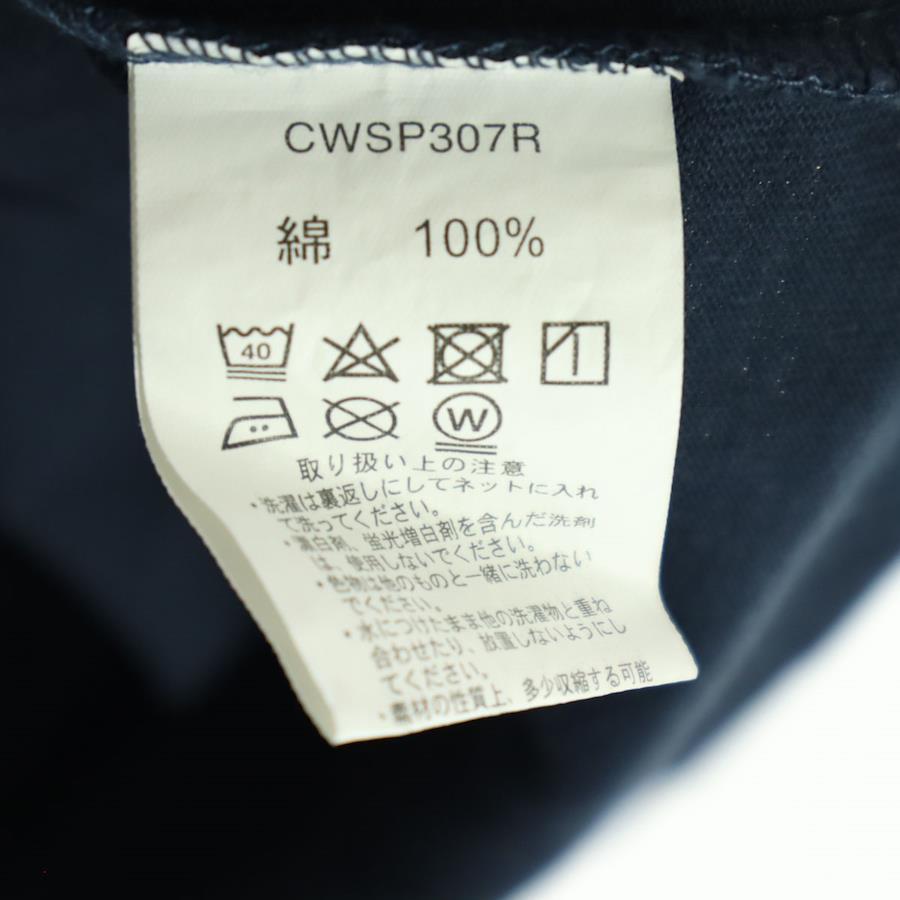 CWSP307R
綿 100%
40
W
取り扱い上の注意
・洗濯は裏返しにしてネットに入れ
て洗ってください。
・漂白剤、蛍光増白剤を含んだ洗剤
は、使用しないでください。
・色物は他のものと一緒に洗わない
でください。
・水につけたまま他の洗濯物と重ね
合わせたり、放置しないようにし
てください。
・素材の性質上、多少収縮する可能